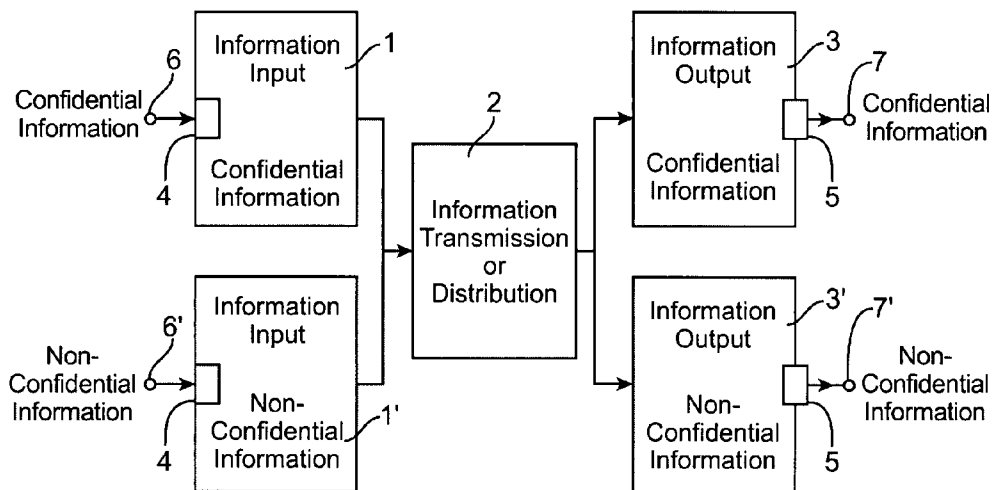 6
Confidential
Information
4
Information
Input
Confidential
Information
1
2
Information
Transmission
or
Distribution
Information
Output
Confidential
Information
3
7
Confidential
Information
5
6'
Non-
Confidential
Information
4
Information
Input
Non-
Confidential
Information
1'
Information
Output
Non-
Confidential
Information
3'
7'
Non-
Confidential
Information
5